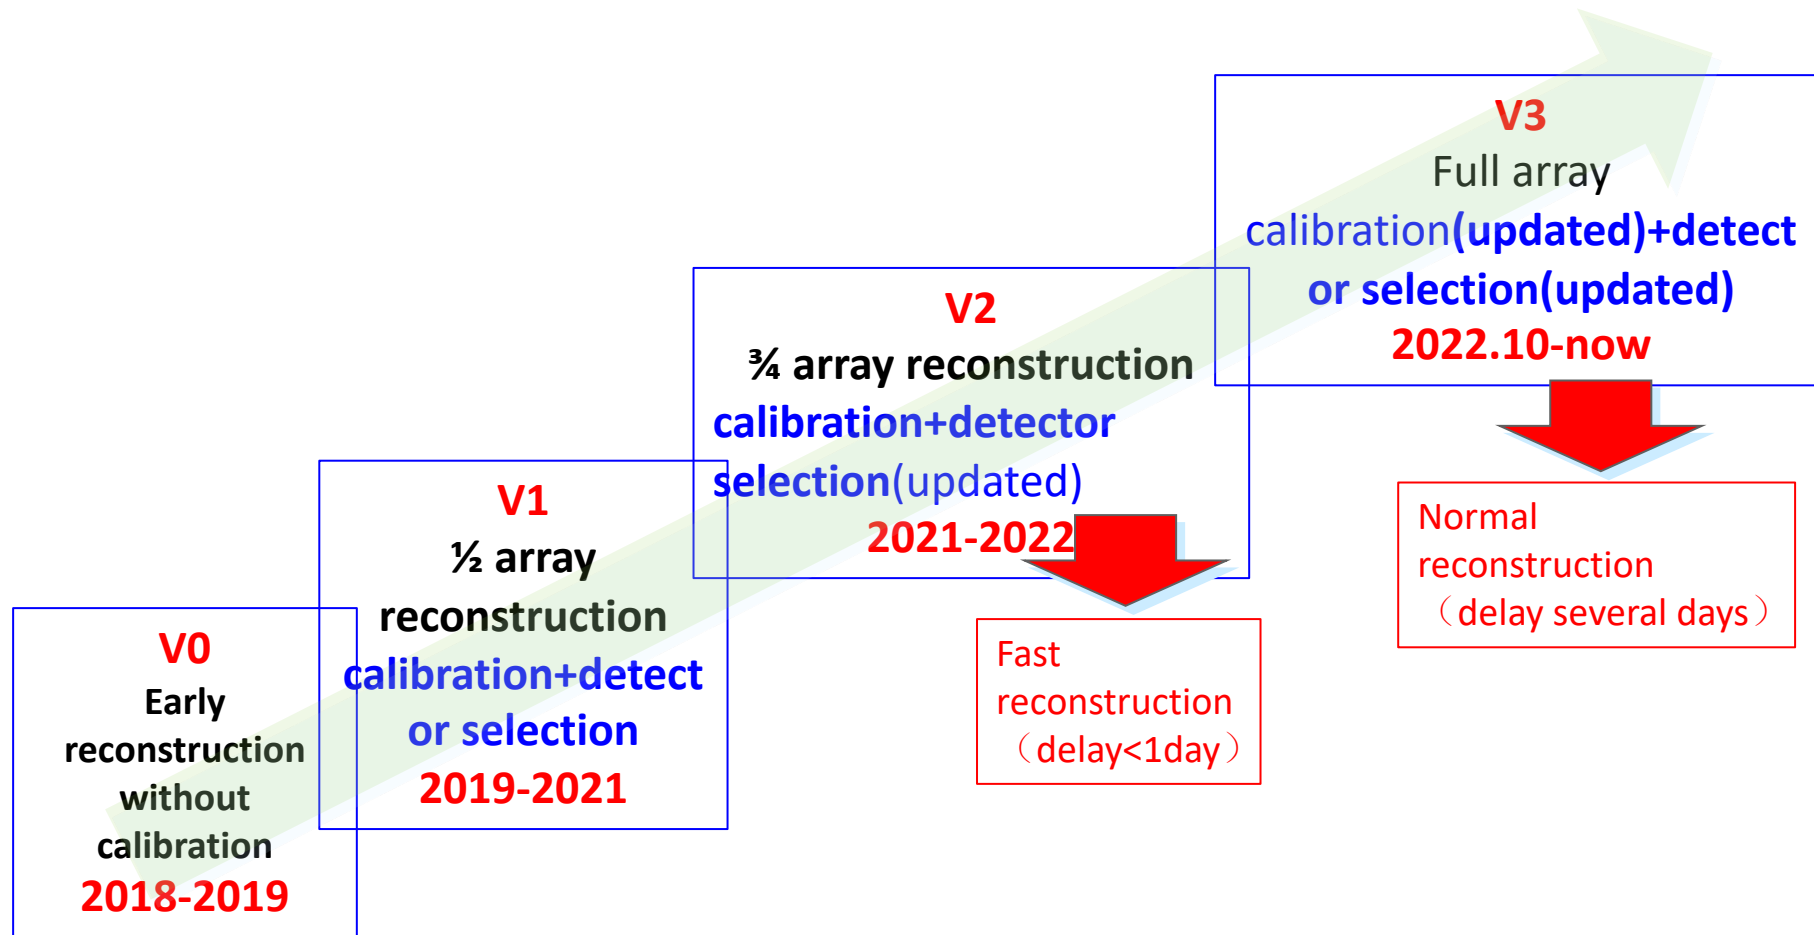 V0
Early
reconstruction
without
calibration
2018-2019
V1
½ array
reconstruction
calibration+detect
or selection
2019-2021
V2
¾ array reconstruction
calibration+detector
selection(updated)
2021-2022
Fast
reconstruction
（delay<1day）
V3
Full array
calibration(updated)+detect
or selection(updated)
2022.10-now
Normal
reconstruction
（delay several days）